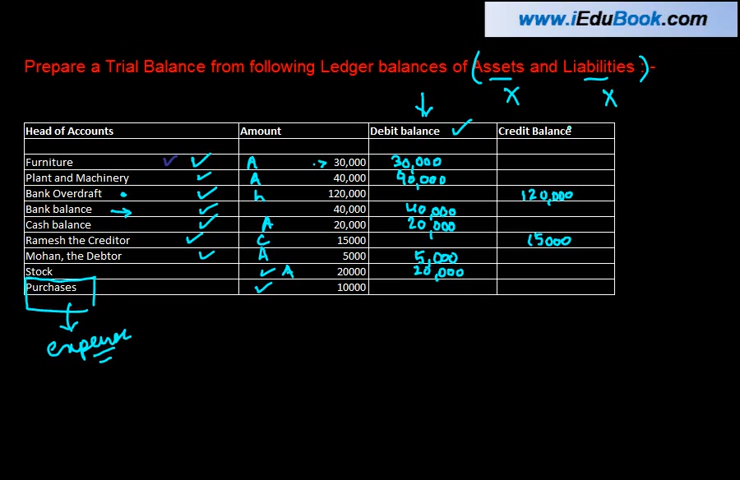 www.iEduBook.com
Prepare a Trial Balance from following Ledger balances of (Assets and Liabilities :)-
x x
Head of Accounts Amount Debit balance Credit Balance
Furniture A 30,000 30,000
Plant and Machinery A 40,000 90,000
Bank Overdraft h 120,000 120,000
Bank balance 40,000 40,000
Cash balance A 20,000 20,000
Ramesh the Creditor C 15000 15000
Mohan, the Debtor A 5000 5,000
Stock A 20000 20,000
Purchases 10000
expense